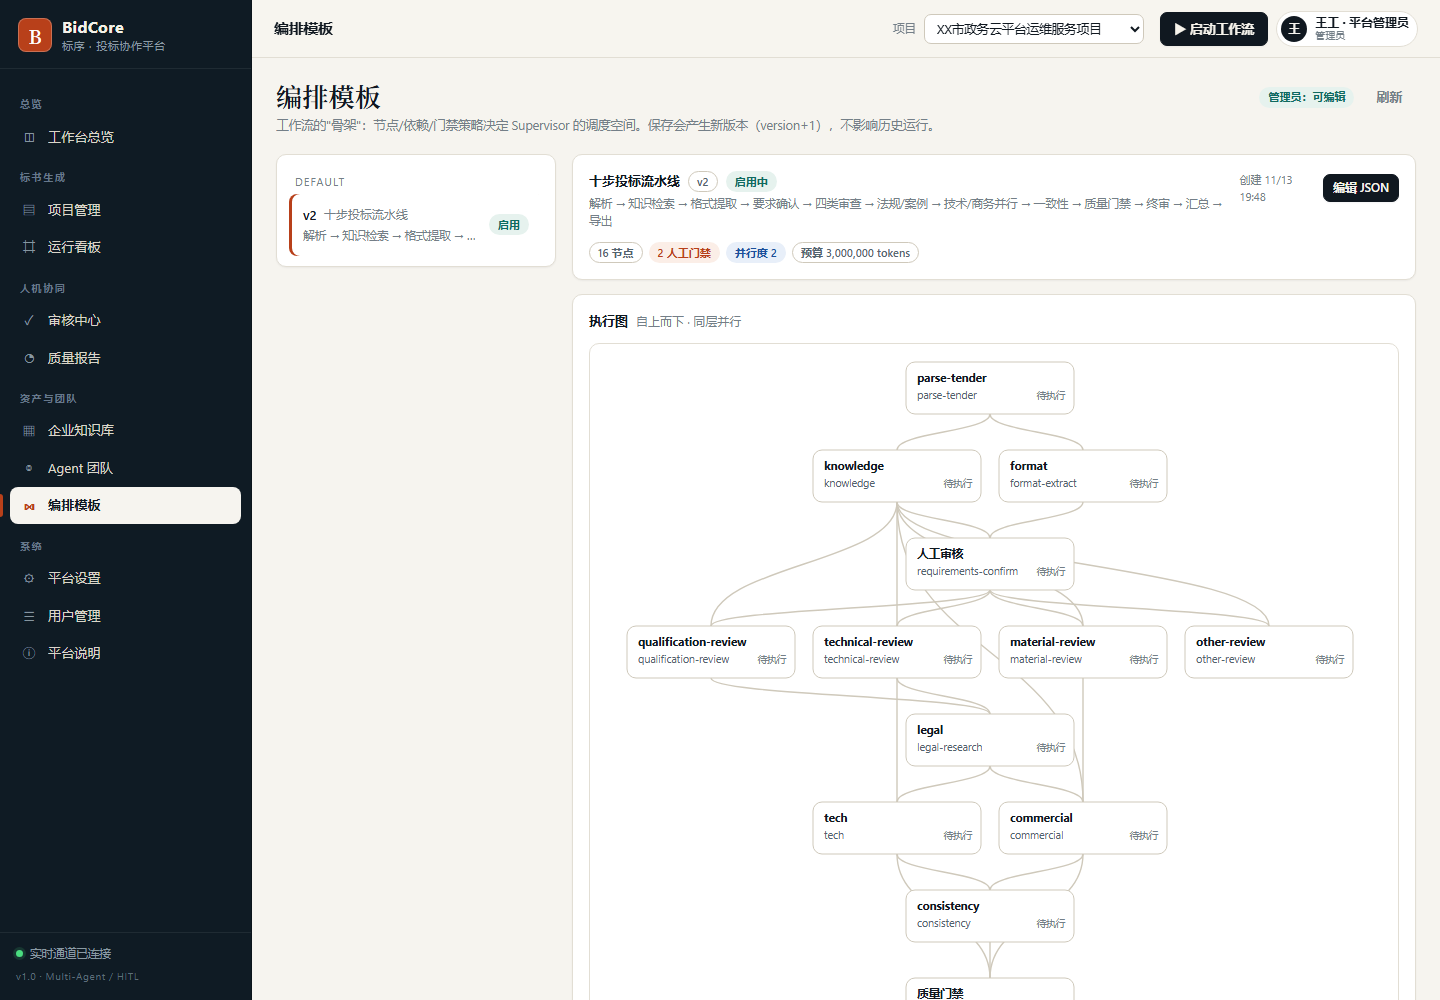 B
BidCore
标序 · 投标协作平台
总览
工作台总览
标书生成
项目管理
运行看板
人机协同
审核中心
质量报告
资产与团队
企业知识库
Agent 团队
编排模板
系统
平台设置
用户管理
平台说明
实时通道已连接
v1.0 · Multi-Agent / HITL
编排模板
项目
XX市政务云平台运维服务项目
▶ 启动工作流
王
王工 · 平台管理员
管理员
编排模板
工作流的"骨架"：节点/依赖/门禁策略决定 Supervisor 的调度空间。保存会产生新版本（version+1），不影响历史运行。
管理员：可编辑
刷新
DEFAULT
v2 十步投标流水线
解析 → 知识检索 → 格式提取 → ...
启用
十步投标流水线 v2 启用中
解析 → 知识检索 → 格式提取 → 要求确认 → 四类审查 → 法规/案例 → 技术/商务并行 → 一致性 → 质量门禁 → 终审 → 汇总 →
导出
创建 11/13
19:48
编辑 JSON
16 节点
2 人工门禁
并行度 2
预算 3,000,000 tokens
执行图 自上而下 · 同层并行
parse-tender
parse-tender 待执行
knowledge
knowledge 待执行
format
format-extract 待执行
人工审核
requirements-confirm 待执行
qualification-review
qualification-review 待执行
technical-review
technical-review 待执行
material-review
material-review 待执行
other-review
other-review 待执行
legal
legal-research 待执行
tech
tech 待执行
commercial
commercial 待执行
consistency
consistency 待执行
质量门禁